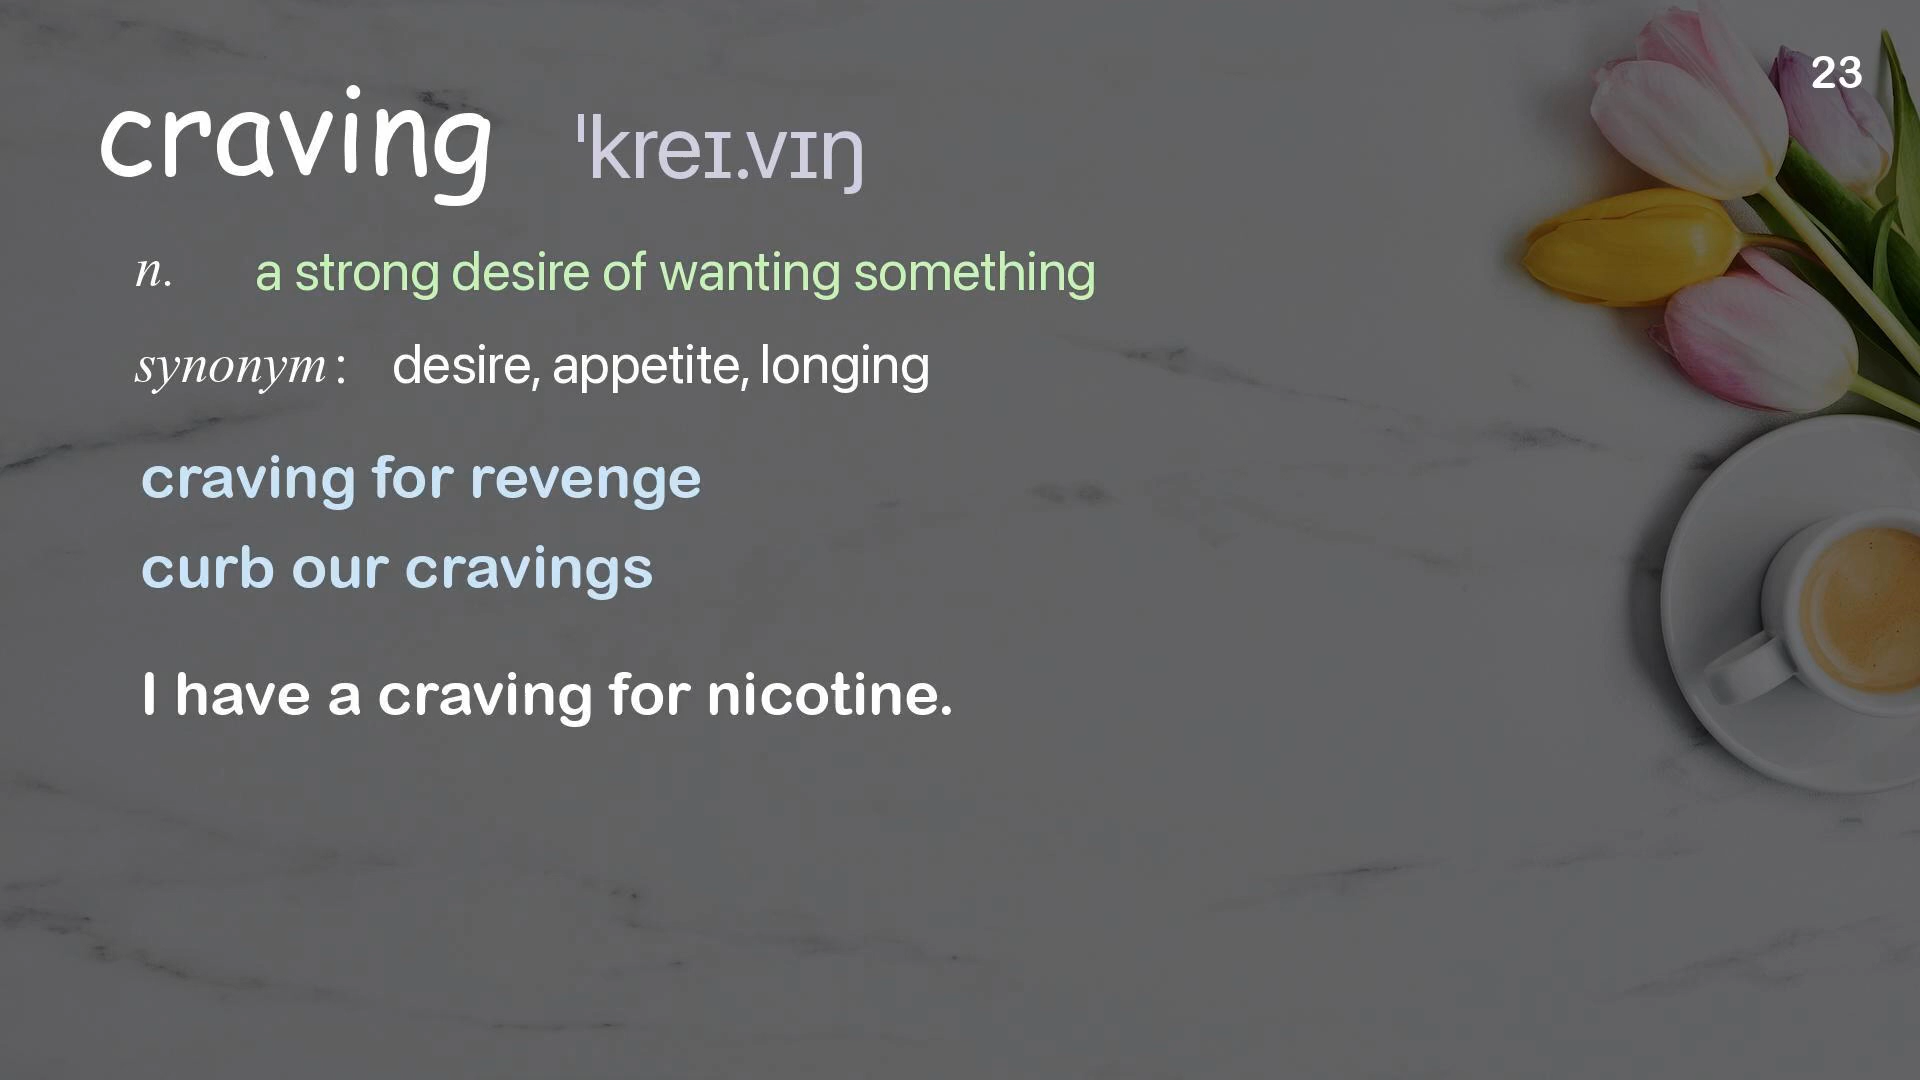 23
craving ˈkreɪ.vɪŋ
n. a strong desire of wanting something
synonym: desire, appetite, longing
craving for revenge
curb our cravings
I have a craving for nicotine.